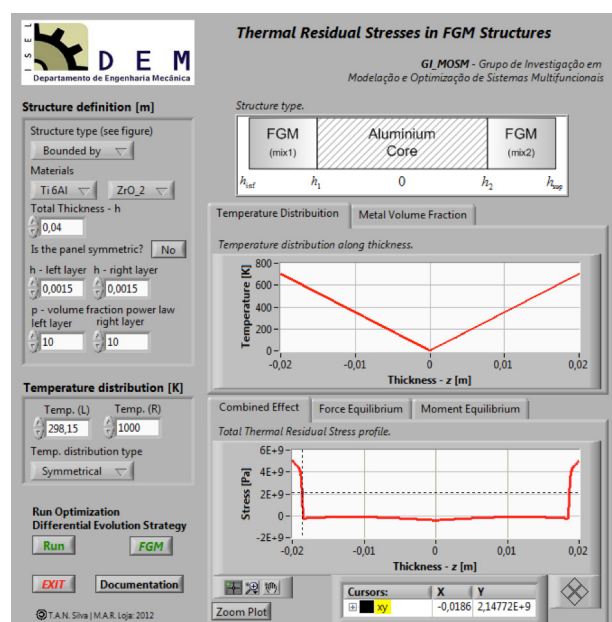 ISEL
DEM
Departamento de Engenharia Mecânica
Thermal Residual Stresses in FGM Structures
GI_MOSM - Grupo de Investigação em
Modelação e Optimização de Sistemas Multifuncionais
Structure definition [m]
Structure type (see figure)
Bounded by
Materials
Ti 6Al ZrO_2
Total Thickness - h
0,04
Is the panel symmetric? No
h - left layer h - right layer
0,0015 0,0015
p - volume fraction power law
left layer right layer
10 10
Structure type.
FGM Aluminium FGM
(mix1) Core (mix2)
h_inf h_1 0 h_2 h_sup
Temperature Distribuition Metal Volume Fraction
Temperature distribution along thickness.
Temperature [K]
800
600
400
200
0
-0,02 -0,01 0 0,01 0,02
Thickness - z [m]
Temperature distribution [K]
Temp. (L) Temp. (R)
298,15 1000
Temp. distribution type
Symmetrical
Combined Effect Force Equilibrium Moment Equilibrium
Total Thermal Residual Stress profile.
Stress [Pa]
6E+9
4E+9
2E+9
0
-2E+9
-0,02 -0,01 0 0,01 0,02
Thickness - z [m]
Run Optimization
Differential Evolution Strategy
Run FGM
EXIT Documentation
© T.A.N. Silva | M.A.R. Loja: 2012
Zoom Plot
Cursors: X Y
xy -0,0186 2,14772E+9